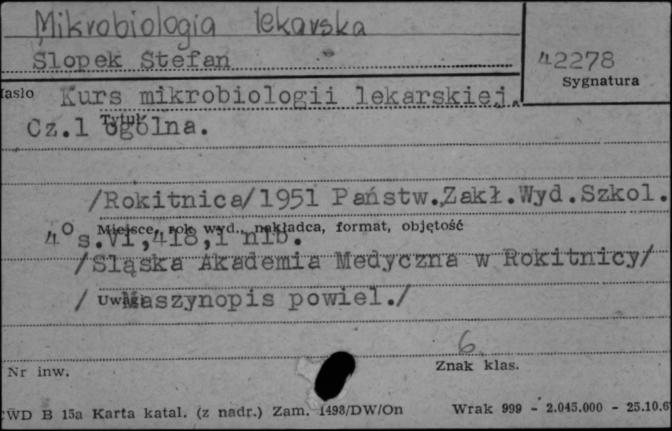 Mikrobiologia lekarska
Slopek Stefan
42278
Sygnatura
Hasło Kurs mikrobiologii lekarskiej.
Tytuł
Cz.1 Ogólna.
/Rokitnica/1951 Państw.Zakł.Wyd.Szkol.
Miejsce, rok wyd., nakładca, format, objętość
4° s.VI,418,1 nlb.
/Śląska Akademia Medyczna w Rokitnicy/
Uwagi
/Maszynopis powiel./
6
Nr inw.
Znak klas.
CWD B 15a Karta katal. (z nadr.) Zam. 1498/DW/On Wrak 999 - 2.045.000 - 25.10.6